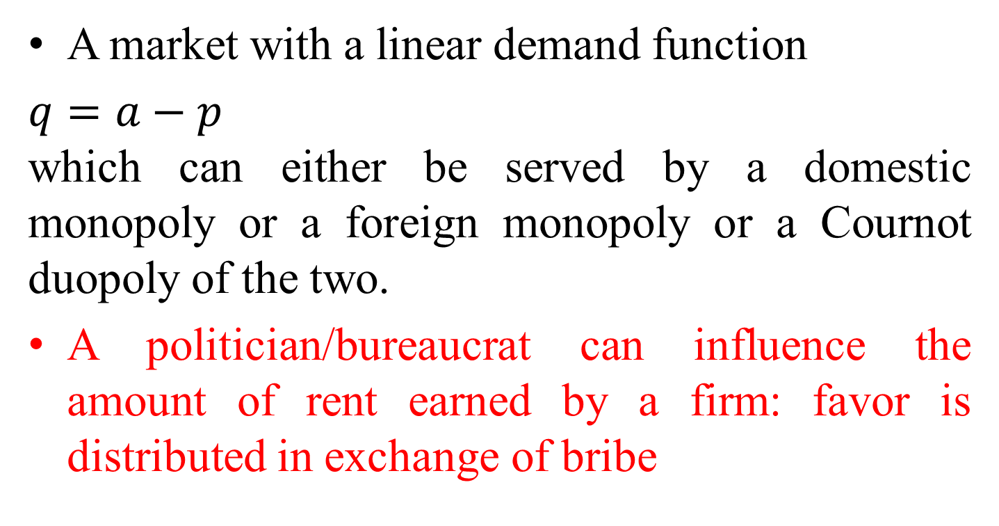 • A market with a linear demand function
q = a − p
which can either be served by a domestic
monopoly or a foreign monopoly or a Cournot
duopoly of the two.
• A politician/bureaucrat can influence the
amount of rent earned by a firm: favor is
distributed in exchange of bribe